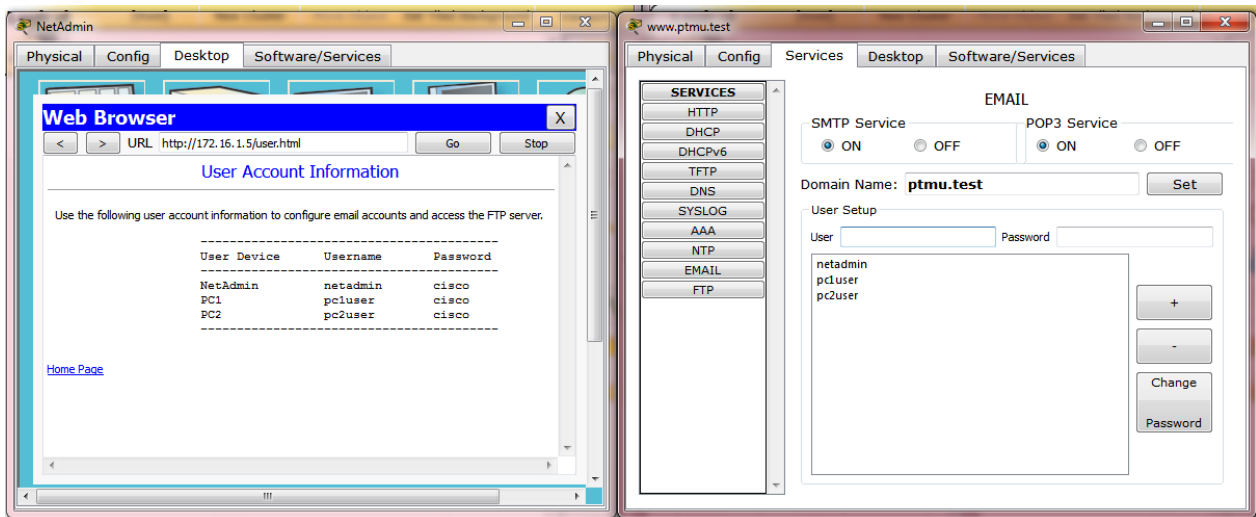 NetAdmin
Physical Config Desktop Software/Services
Web Browser X
< > URL http://172.16.1.5/user.html Go Stop
User Account Information
Use the following user account information to configure email accounts and access the FTP server.
-----------------------------------------
User Device Username Password
-----------------------------------------
NetAdmin netadmin cisco
PC1 pc1user cisco
PC2 pc2user cisco
-----------------------------------------
Home Page
www.ptmu.test
Physical Config Services Desktop Software/Services
SERVICES
HTTP
DHCP
DHCPv6
TFTP
DNS
SYSLOG
AAA
NTP
EMAIL
FTP
EMAIL
SMTP Service POP3 Service
ON OFF ON OFF
Domain Name: ptmu.test Set
User Setup
User Password
netadmin
pc1user
pc2user
+
-
Change
Password